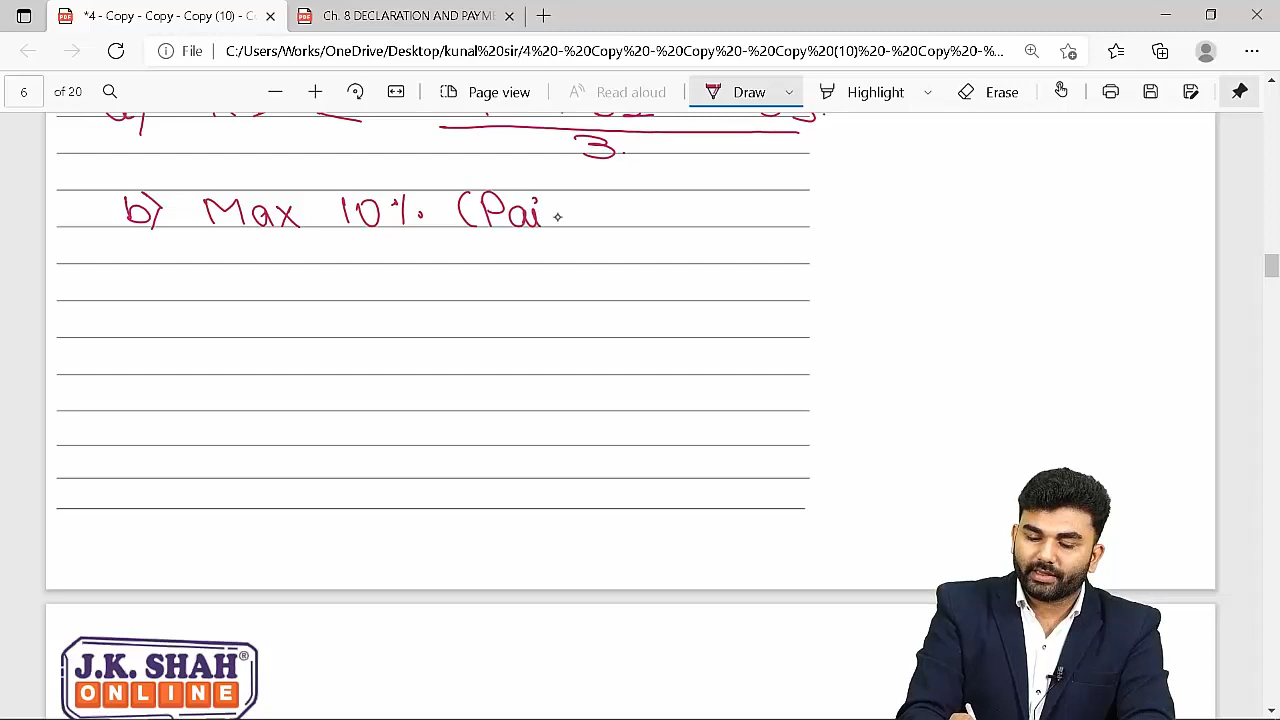 *4 - Copy - Copy - Copy (10) - C
Ch. 8 DECLARATION AND PAYM
File
C:/Users/Works/OneDrive/Desktop/kunal%20sir/4%20-%20Copy%20-%20Copy%20-%20Copy%20(10)%20-%20Copy%20-%...
6 of 20
Page view
Read aloud
Draw
Highlight
Erase
3.
b) Max 10% (Pai
J.K. SHAH®
ONLINE